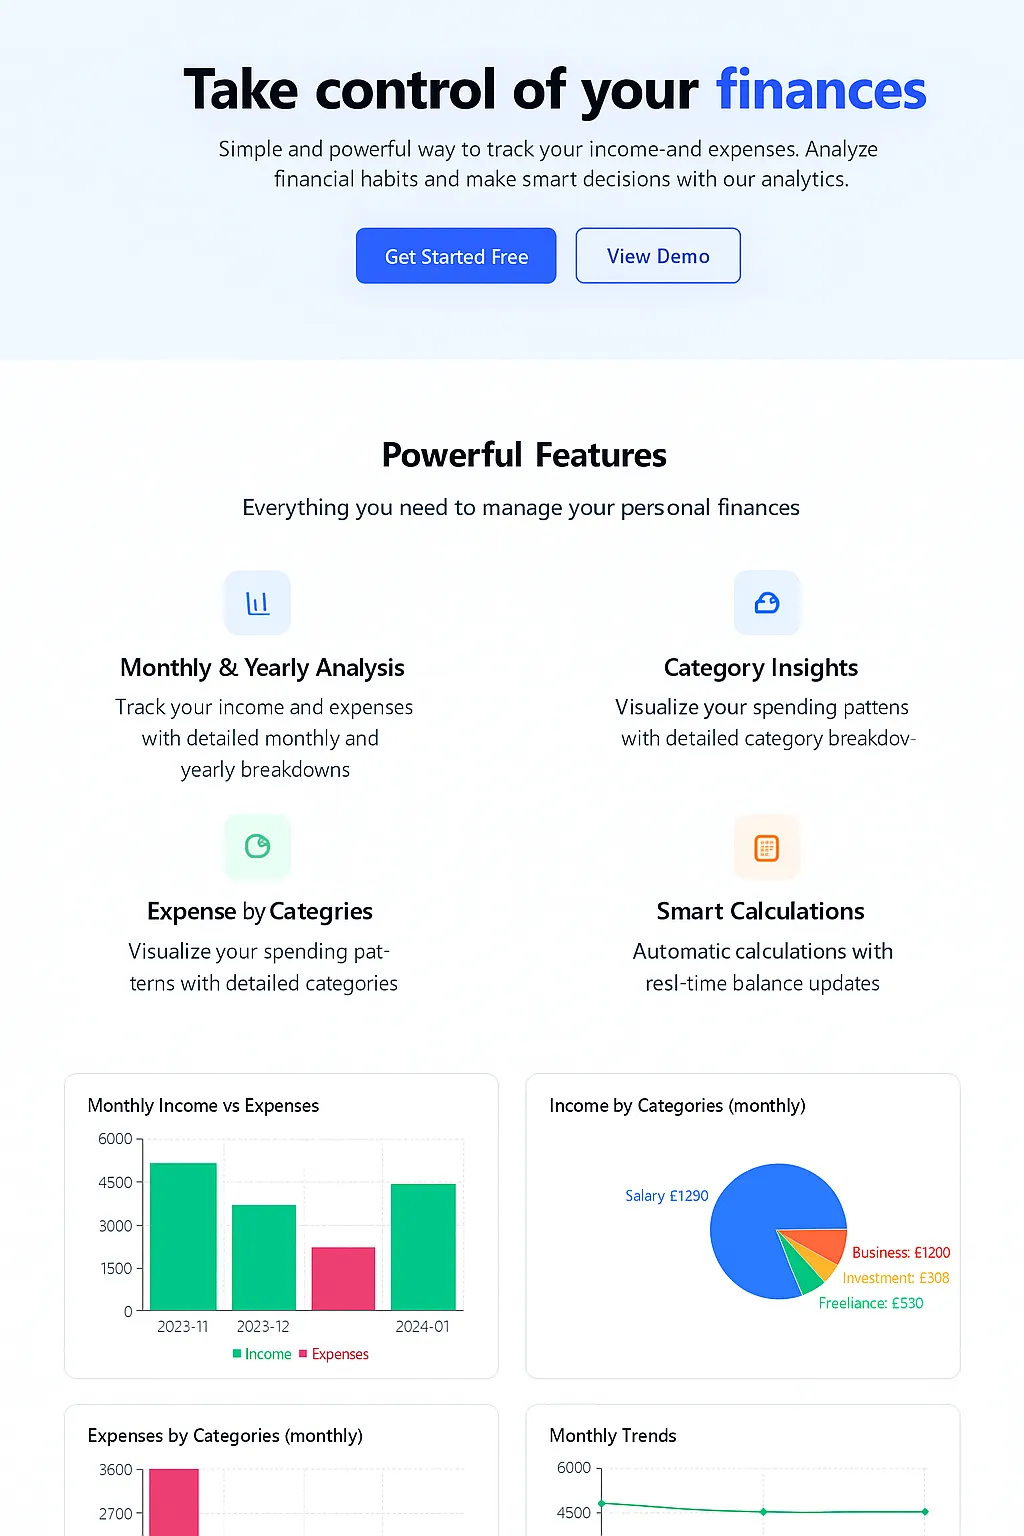 Take control of your finances
Simple and powerful way to track your income-and expenses. Analyze
financial habits and make smart decisions with our analytics.
Get Started Free
View Demo
Powerful Features
Everything you need to manage your personal finances
Monthly & Yearly Analysis
Track your income and expenses
with detailed monthly and
yearly breakdowns
Category Insights
Visualize your spending pattens
with detailed category breakdov-
Expense by Categries
Visualize your spending pat-
terns with detailed categories
Smart Calculations
Automatic calculations with
resl-time balance updates
Monthly Income vs Expenses
6000
4500
3000
1500
0
2023-11
2023-12
2024-01
Income
Expenses
Income by Categories (monthly)
Salary £1290
Business: £1200
Investment: £308
Freeliance: £530
Expenses by Categories (monthly)
3600
2700
Monthly Trends
6000
4500